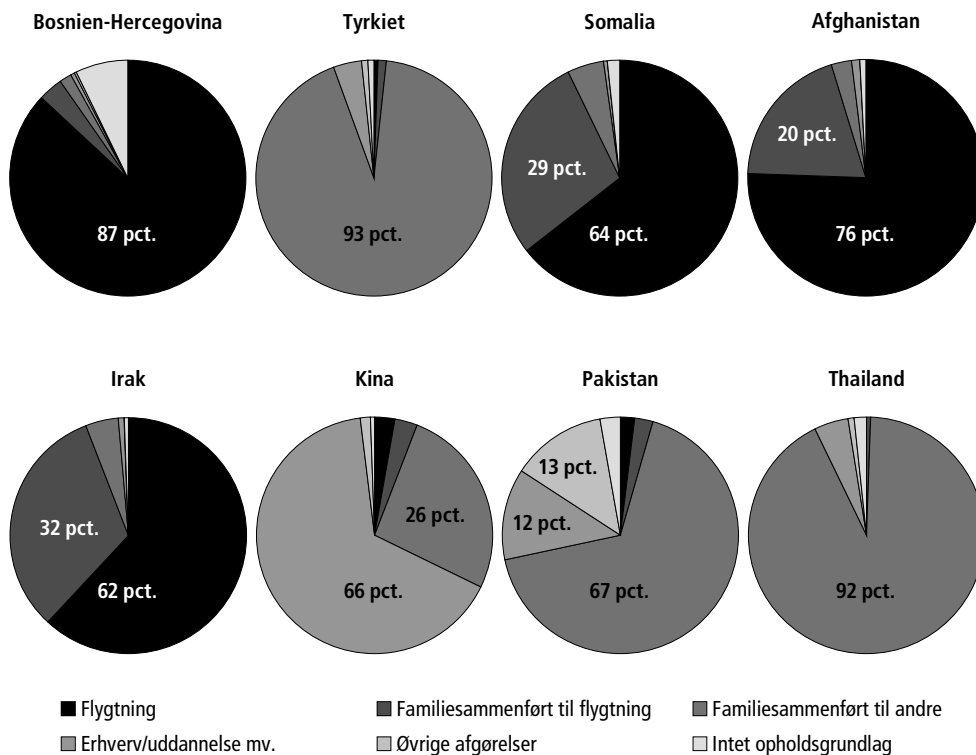 Bosnien-Hercegovina Tyrkiet Somalia Afghanistan
87 pct. 93 pct. 29 pct. 64 pct. 20 pct. 76 pct.
Irak Kina Pakistan Thailand
32 pct. 62 pct. 26 pct. 66 pct. 13 pct. 12 pct. 67 pct. 92 pct.
Flygtning Familiesammenført til flygtning Familiesammenført til andre
Erhverv/uddannelse mv. Øvrige afgørelser Intet opholdsgrundlag